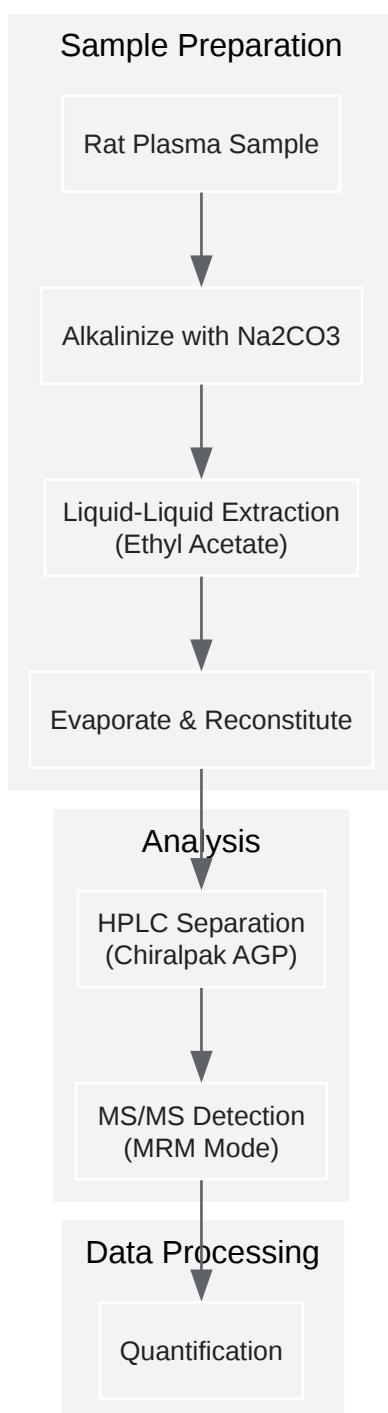 Sample Preparation
Rat Plasma Sample
Alkalinize with Na2CO3
Liquid-Liquid Extraction
(Ethyl Acetate)
Evaporate & Reconstitute
Analysis
HPLC Separation
(Chiralpak AGP)
MS/MS Detection
(MRM Mode)
Data Processing
Quantification